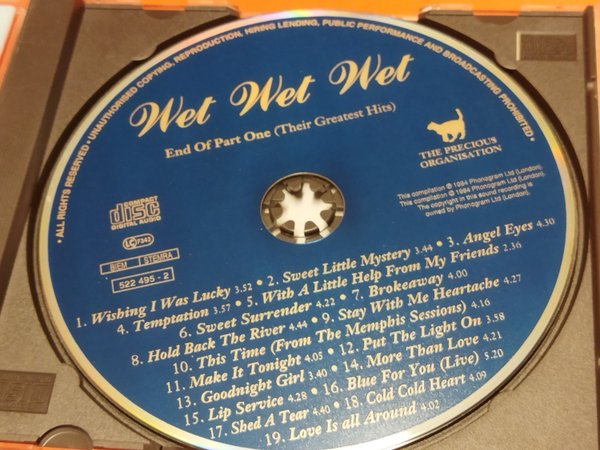 • ALL RIGHTS RESERVED • UNAUTHORISED COPYING, REPRODUCTION, HIRING LENDING, PUBLIC PERFORMANCE AND BROADCASTING PROHIBITED •
Wet Wet Wet
End Of Part One (Their Greatest Hits)
THE PRECIOUS
ORGANISATION
This compilation ℗ 1994 Phonogram Ltd (London).
This compilation © 1994 Phonogram Ltd (London).
The copyright in this sound recording is
owned by Phonogram Ltd (London).
COMPACT
disc
DIGITAL AUDIO
LC 7343
BIEM STEMRA
522 495 - 2
1. Wishing I Was Lucky 3.52 • 2. Sweet Little Mystery 3.44 • 3. Angel Eyes 4.30
4. Temptation 3.57 • 5. With A Little Help From My Friends 2.36
6. Sweet Surrender 4.22 • 7. Brokeaway 4.00
8. Hold Back The River 4.44 • 9. Stay With Me Heartache 4.27
10. This Time (From The Memphis Sessions) 4.16
11. Make It Tonight 4.05 • 12. Put The Light On 3.58
13. Goodnight Girl 3.40 • 14. More Than Love 4.21
15. Lip Service 4.28 • 16. Blue For You (Live) 5.20
17. Shed A Tear 4.40 • 18. Cold Cold Heart 4.09
19. Love Is all Around 4.02